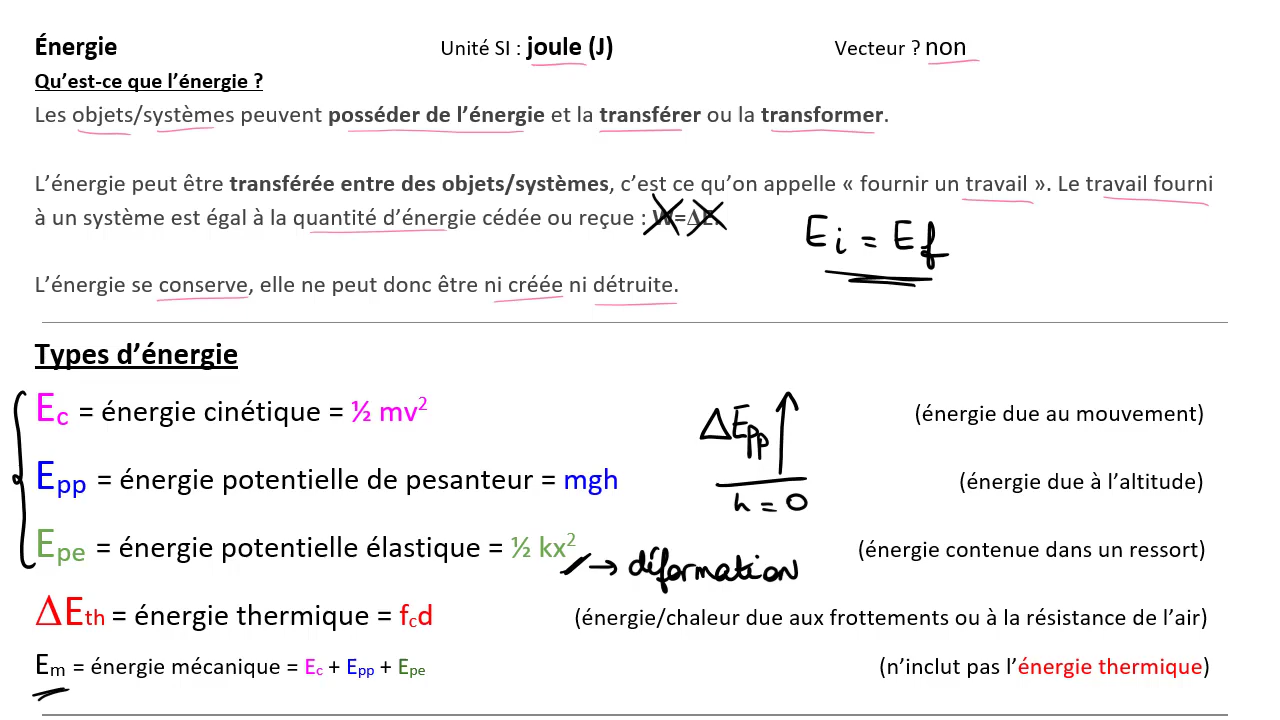 Énergie Unité SI : joule (J) Vecteur ? non
Qu’est-ce que l’énergie ?
Les objets/systèmes peuvent posséder de l’énergie et la transférer ou la transformer.
L’énergie peut être transférée entre des objets/systèmes, c’est ce qu’on appelle « fournir un travail ». Le travail fourni
à un système est égal à la quantité d’énergie cédée ou reçue : W=ΔE.
Ei = Ef
L’énergie se conserve, elle ne peut donc être ni créée ni détruite.
Types d’énergie
Ec = énergie cinétique = ½ mv² (énergie due au mouvement)
ΔEpp
Epp = énergie potentielle de pesanteur = mgh (énergie due à l’altitude)
h = 0
Epe = énergie potentielle élastique = ½ kx² (énergie contenue dans un ressort)
→ déformation
ΔEth = énergie thermique = fcd (énergie/chaleur due aux frottements ou à la résistance de l’air)
Em = énergie mécanique = Ec + Epp + Epe (n’inclut pas l’énergie thermique)